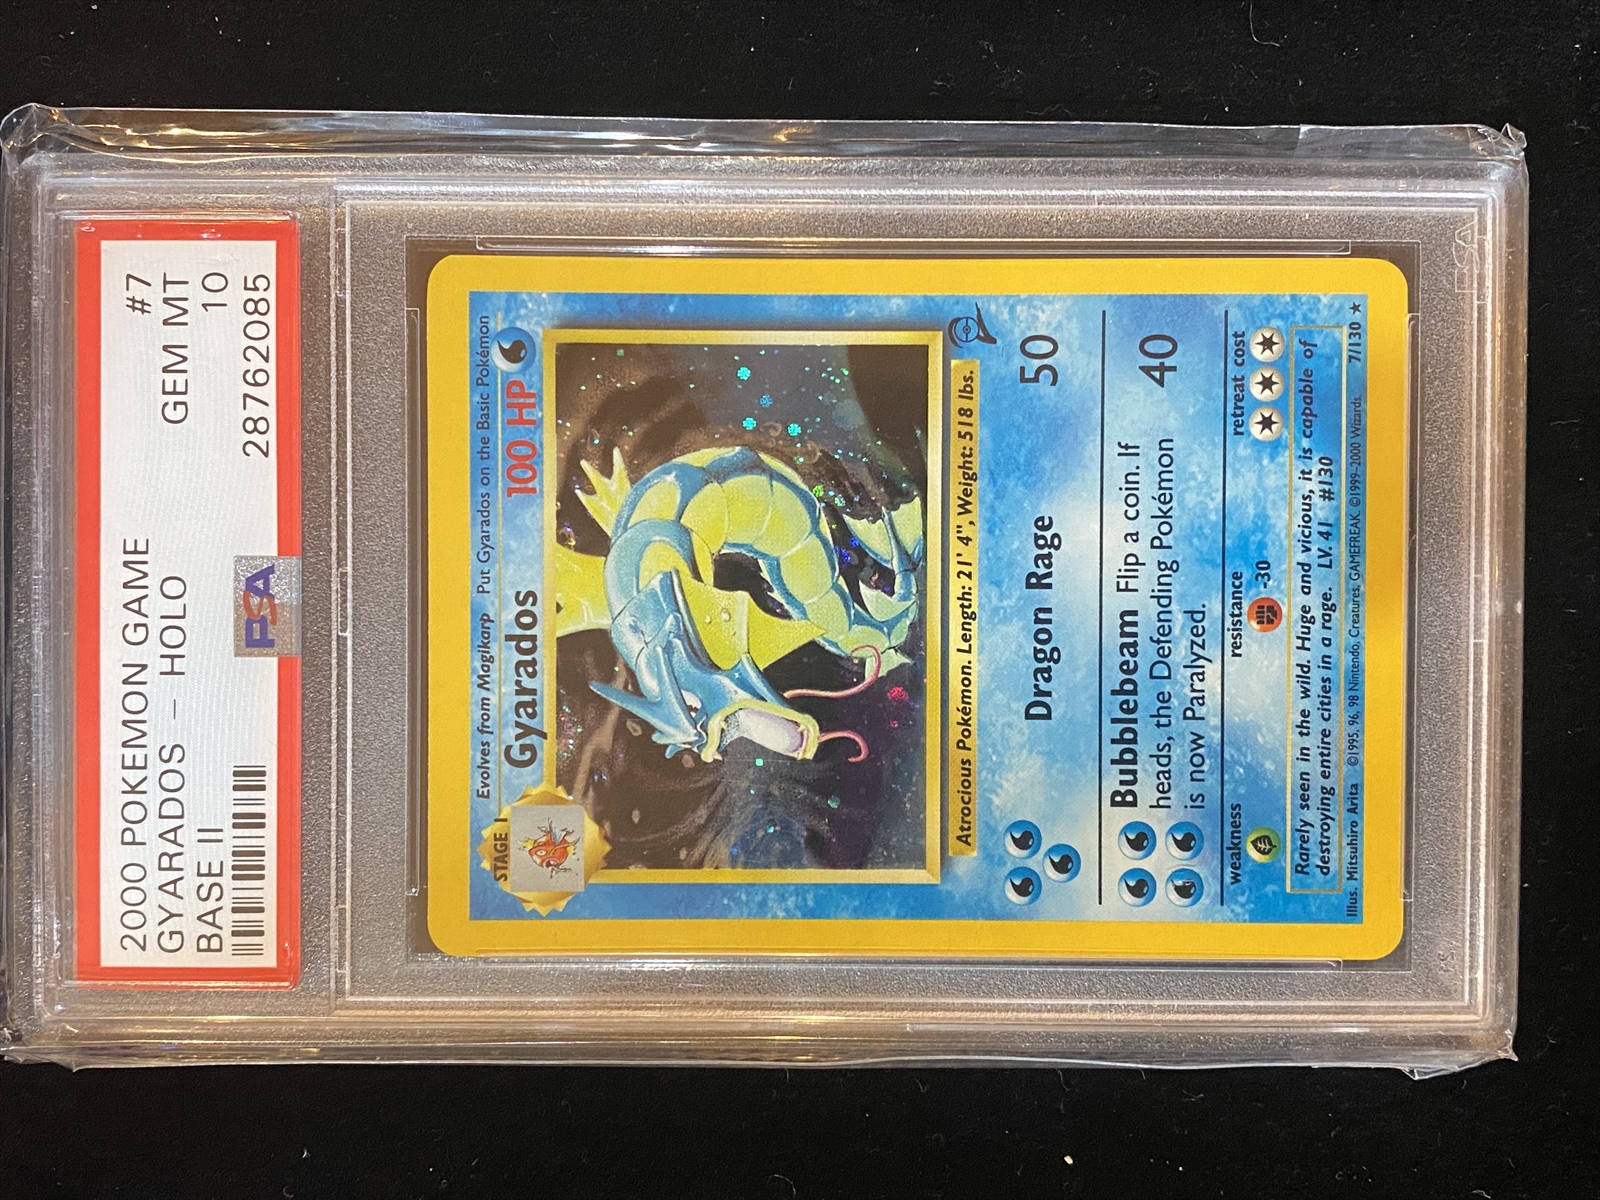 2000 POKEMON GAME #7
GYARADOS - HOLO GEM MT
BASE II 10
28762085
PSA
STAGE 1
Evolves from Magikarp Put Gyarados on the Basic Pokémon
Gyarados 100 HP
Atrocious Pokémon. Length: 21' 4", Weight: 518 lbs.
Dragon Rage 50
Bubblebeam Flip a coin. If
heads, the Defending Pokémon
is now Paralyzed.
40
weakness resistance retreat cost
-30
Rarely seen in the wild. Huge and vicious, it is capable of
destroying entire cities in a rage. LV. 41 #130
Illus. Mitsuhiro Arita ©1995, 96, 98 Nintendo, Creatures, GAMEFREAK. ©1999-2000 Wizards. 7/130 ★
PSA